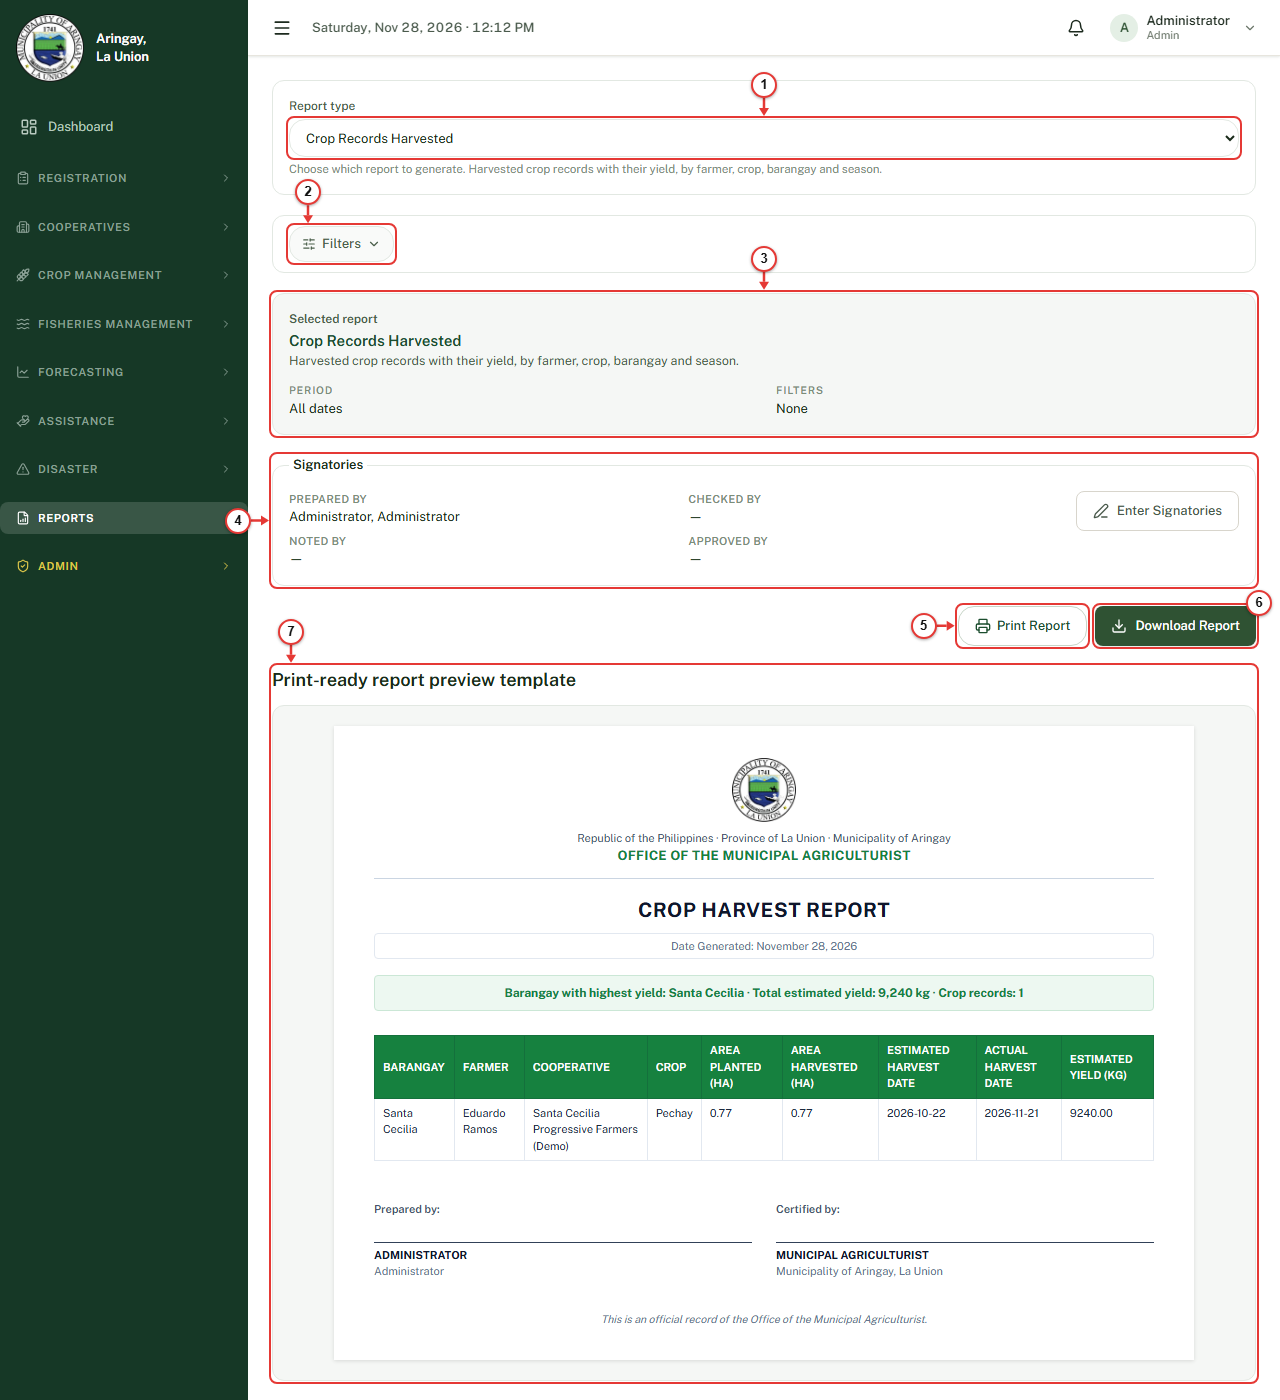 Aringay,
La Union
Dashboard
REGISTRATION
COOPERATIVES
CROP MANAGEMENT
FISHERIES MANAGEMENT
FORECASTING
ASSISTANCE
DISASTER
REPORTS
ADMIN
Saturday, Nov 28, 2026 · 12:12 PM
A
Administrator
Admin
1
Report type
Crop Records Harvested
Choose which report to generate. Harvested crop records with their yield, by farmer, crop, barangay and season.
2
Filters
3
Selected report
Crop Records Harvested
Harvested crop records with their yield, by farmer, crop, barangay and season.
PERIOD
All dates
FILTERS
None
4
Signatories
PREPARED BY
Administrator, Administrator
CHECKED BY
—
NOTED BY
—
APPROVED BY
—
Enter Signatories
5
Print Report
6
Download Report
7
Print-ready report preview template
MUNICIPALITY OF ARINGAY
1741
LA UNION
Republic of the Philippines · Province of La Union · Municipality of Aringay
OFFICE OF THE MUNICIPAL AGRICULTURIST
CROP HARVEST REPORT
Date Generated: November 28, 2026
Barangay with highest yield: Santa Cecilia · Total estimated yield: 9,240 kg · Crop records: 1
BARANGAY
FARMER
COOPERATIVE
CROP
AREA
PLANTED
(HA)
AREA
HARVESTED
(HA)
ESTIMATED
HARVEST
DATE
ACTUAL
HARVEST
DATE
ESTIMATED
YIELD (KG)
Santa
Cecilia
Eduardo
Ramos
Santa Cecilia
Progressive Farmers
(Demo)
Pechay
0.77
0.77
2026-10-22
2026-11-21
9240.00
Prepared by:
ADMINISTRATOR
Administrator
Certified by:
MUNICIPAL AGRICULTURIST
Municipality of Aringay, La Union
This is an official record of the Office of the Municipal Agriculturist.